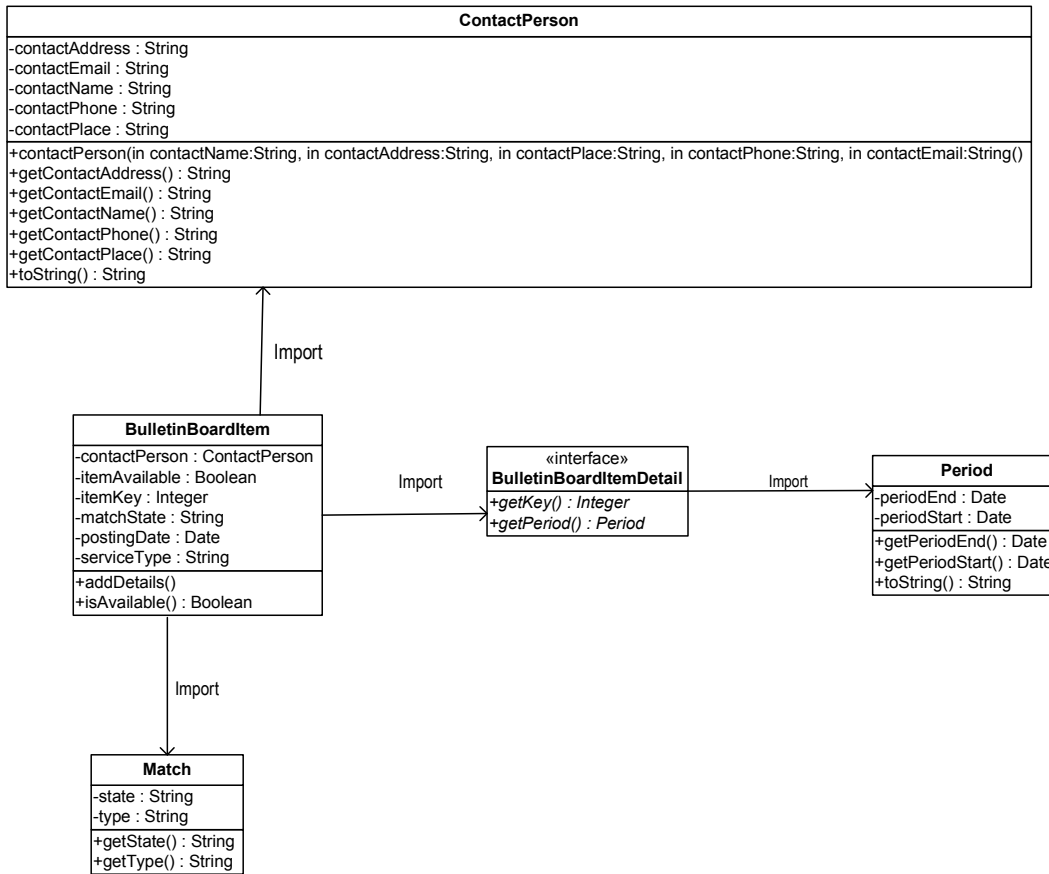 ContactPerson
-contactAddress : String
-contactEmail : String
-contactName : String
-contactPhone : String
-contactPlace : String
+contactPerson(in contactName:String, in contactAddress:String, in contactPlace:String, in contactPhone:String, in contactEmail:String()
+getContactAddress() : String
+getContactEmail() : String
+getContactName() : String
+getContactPhone() : String
+getContactPlace() : String
+toString() : String
Import
BulletinBoardItem
-contactPerson : ContactPerson
-itemAvailable : Boolean
-itemKey : Integer
-matchState : String
-postingDate : Date
-serviceType : String
+addDetails()
+isAvailable() : Boolean
Import
«interface»
BulletinBoardItemDetail
+getKey() : Integer
+getPeriod() : Period
Import
Period
-periodEnd : Date
-periodStart : Date
+getPeriodEnd() : Date
+getPeriodStart() : Date
+toString() : String
Import
Match
-state : String
-type : String
+getState() : String
+getType() : String